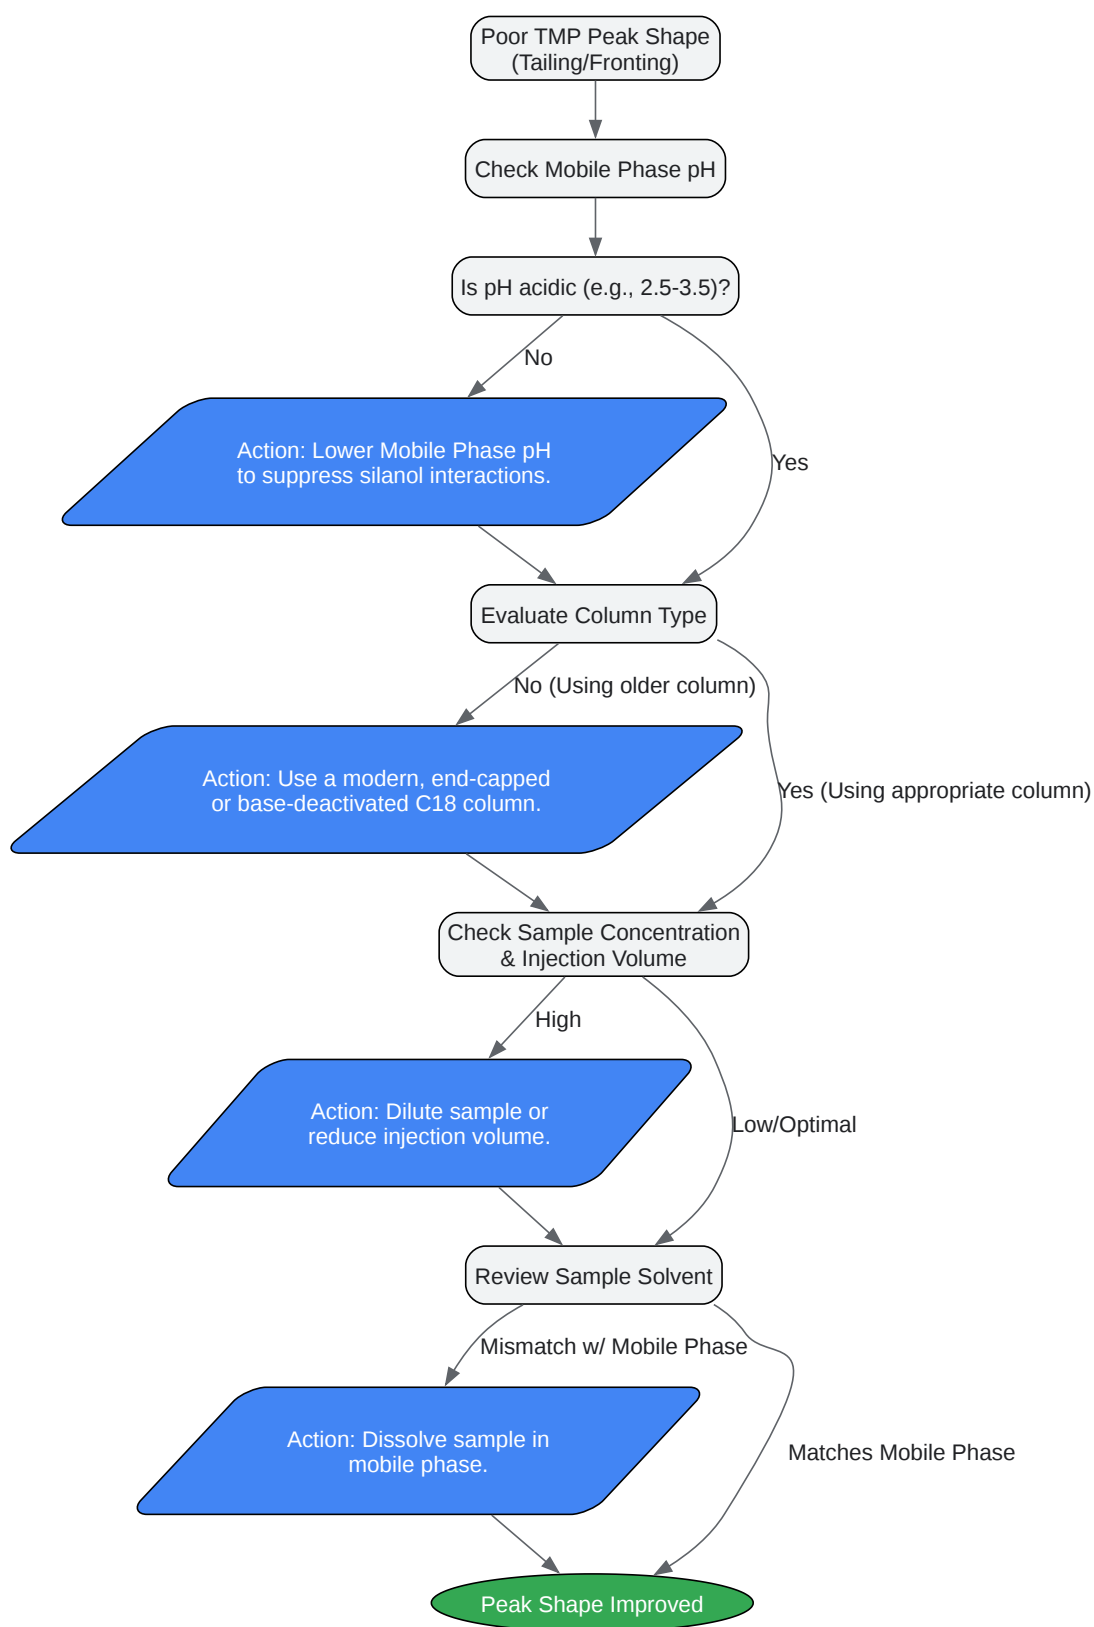 Poor TMP Peak Shape
(Tailing/Fronting)
Check Mobile Phase pH
Is pH acidic (e.g., 2.5-3.5)?
No
Action: Lower Mobile Phase pH
to suppress silanol interactions.
Yes
Evaluate Column Type
No (Using older column)
Action: Use a modern, end-capped
or base-deactivated C18 column.
Yes (Using appropriate column)
Check Sample Concentration
& Injection Volume
High
Action: Dilute sample or
reduce injection volume.
Low/Optimal
Review Sample Solvent
Mismatch w/ Mobile Phase
Action: Dissolve sample in
mobile phase.
Matches Mobile Phase
Peak Shape Improved